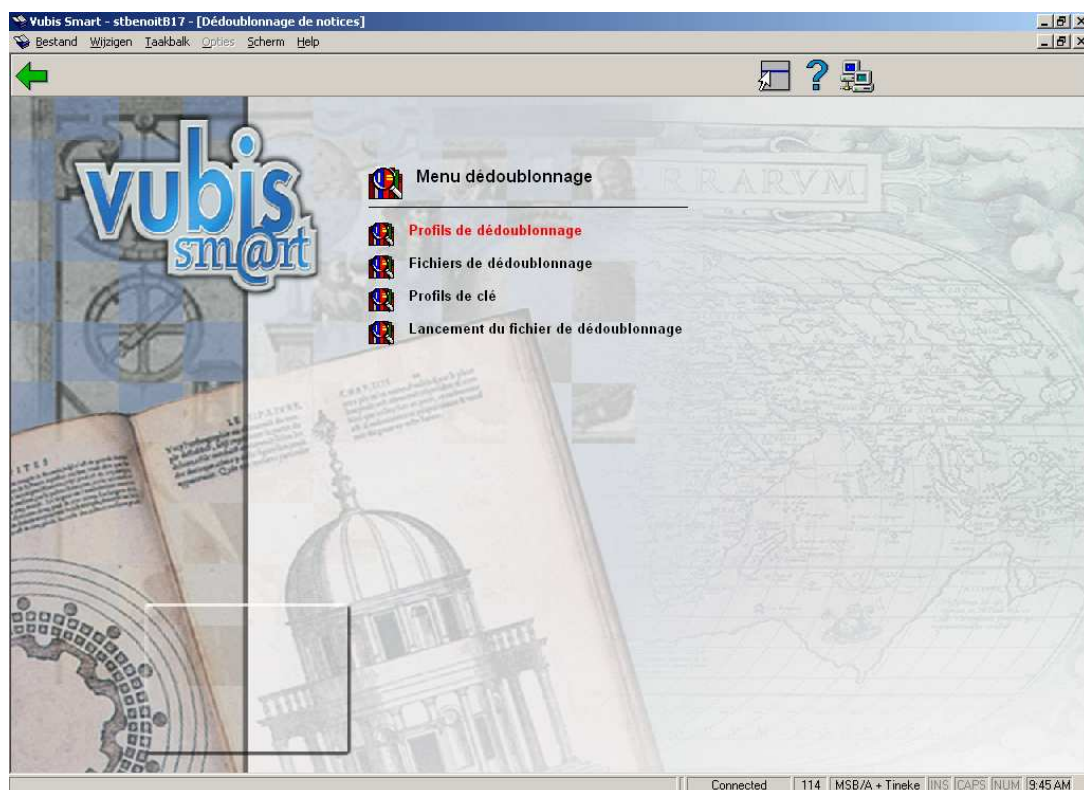 Vubis Smart - stbenoitB17 - [Dédoublonnage de notices]
Bestand Wijzigen Taakbalk Opties Scherm Help
vubis
sm@rt
Menu dédoublonnage
RRARVM
Profils de dédoublonnage
Fichiers de dédoublonnage
Profils de clé
Lancement du fichier de dédoublonnage
Connected 114 MSB/A + Tineke INS CAPS NUM 9:45 AM